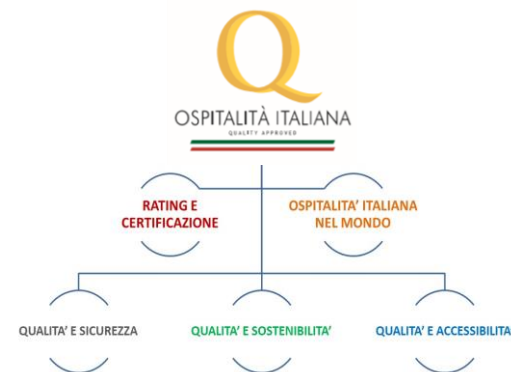 Q
OSPITALITÀ ITALIANA
QUALITY APPROVED
RATING E
CERTIFICAZIONE
OSPITALITA' ITALIANA
NEL MONDO
QUALITA' E SICUREZZA
QUALITA' E SOSTENIBILITA'
QUALITA' E ACCESSIBILITA